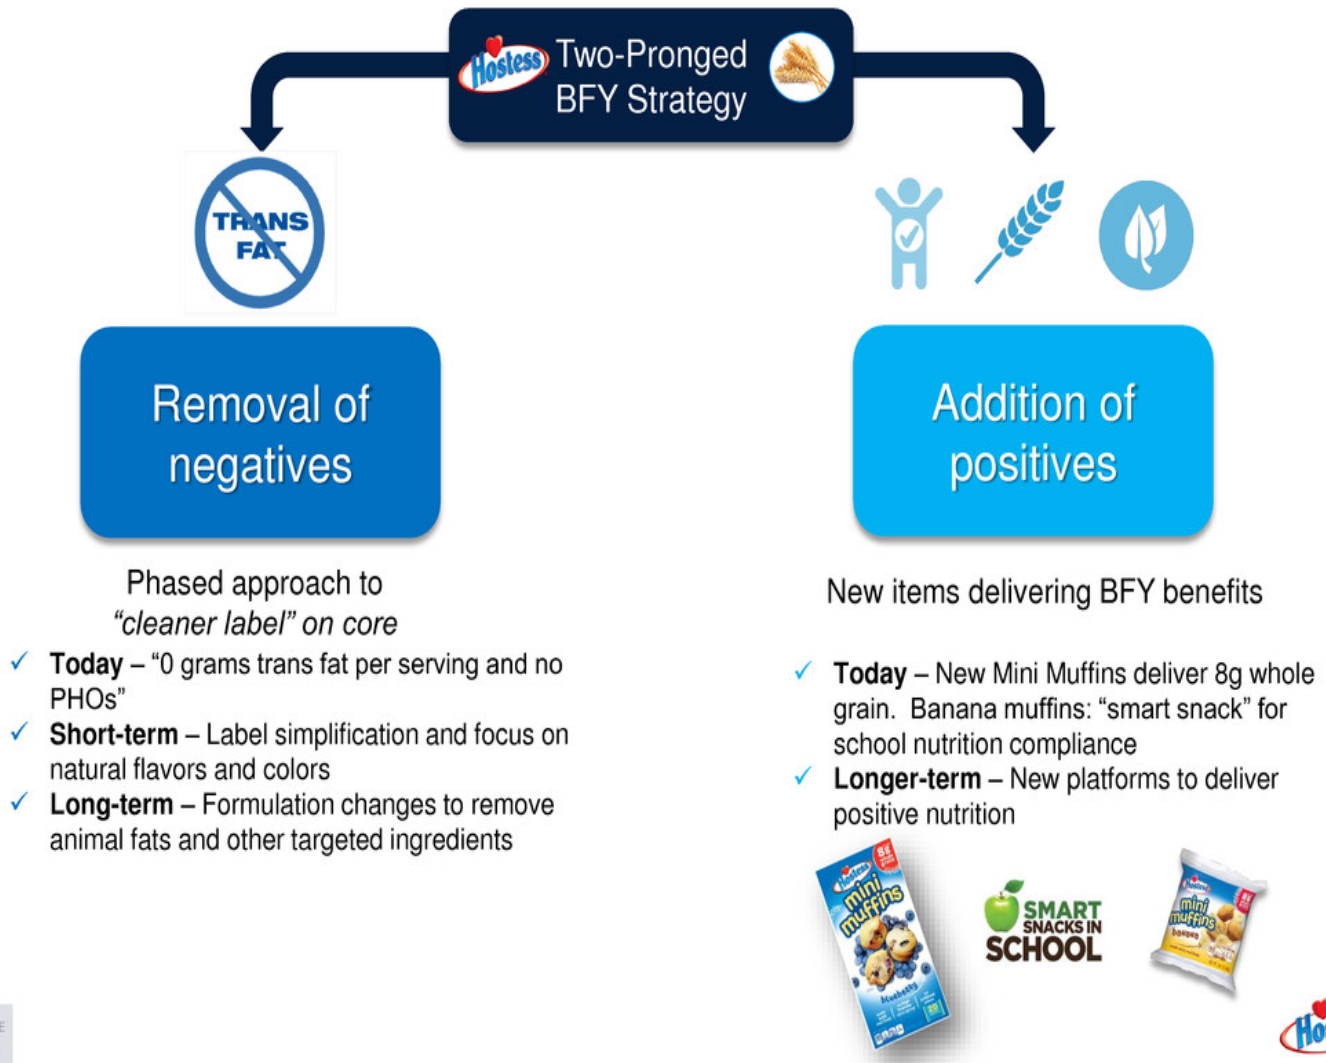 Hostess
Two-Pronged
BFY Strategy
TRANS
FAT
Removal of
negatives
Phased approach to
“cleaner label” on core
✓ Today – “0 grams trans fat per serving and no
PHOs”
✓ Short-term – Label simplification and focus on
natural flavors and colors
✓ Long-term – Formulation changes to remove
animal fats and other targeted ingredients
Addition of
positives
New items delivering BFY benefits
✓ Today – New Mini Muffins deliver 8g whole
grain.  Banana muffins: “smart snack” for
school nutrition compliance
✓ Longer-term – New platforms to deliver
positive nutrition
8g
Hostess
mini
muffins
blueberry
SMART
SNACKS IN
SCHOOL
Hostess
mini
muffins
banana
E
Ho